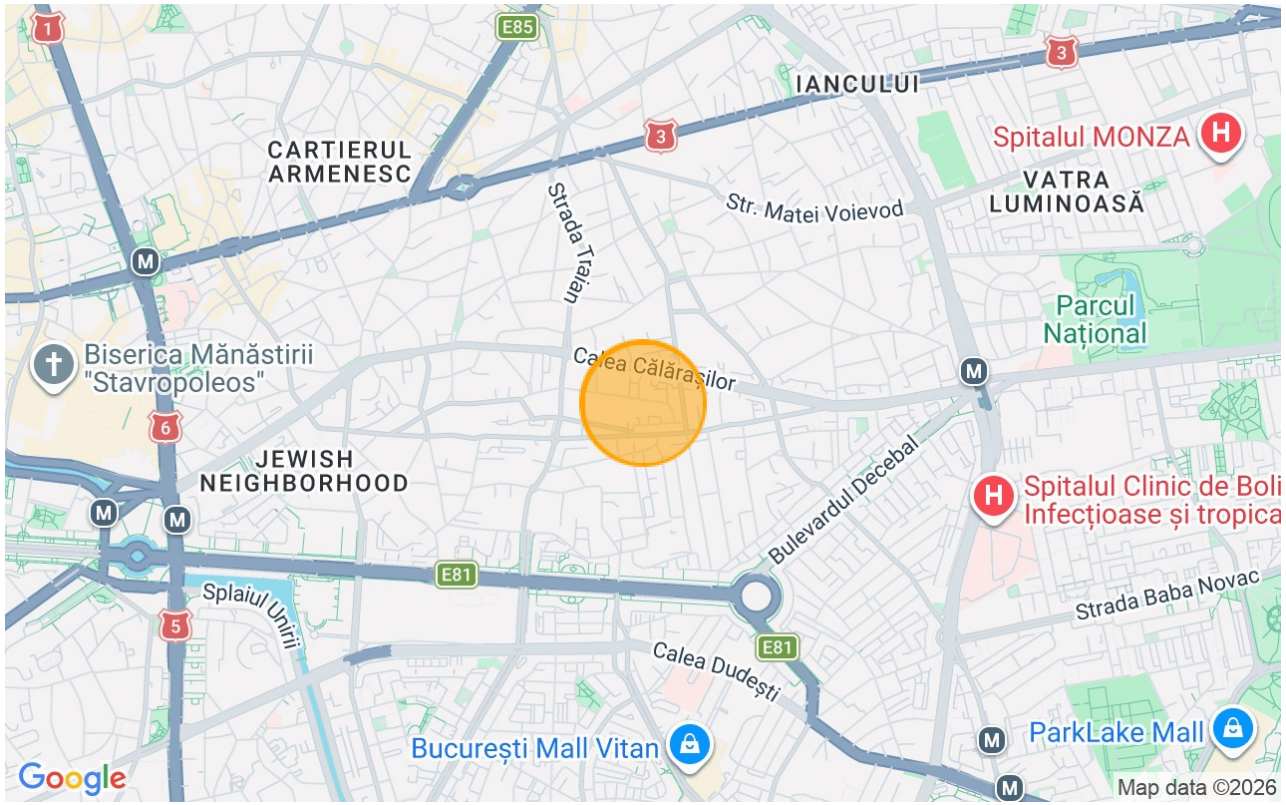 1
E85
3
IANCULUI
3
Spitalul MONZA
H
CARTIERUL
ARMENESC
VATRA
LUMINOASĂ
Strada Traian
Str. Matei Voievod
M
Parcul
Național
Biserica Mănăstirii
"Stavropoleos"
Calea Călărașilor
M
6
JEWISH
NEIGHBORHOOD
Bulevardul Decebal
H
Spitalul Clinic de Boli
Infecțioase și tropica
M
M
E81
Splaiul Unirii
Strada Baba Novac
5
E81
Calea Dudești
București Mall Vitan
M
ParkLake Mall
Google
M
Map data ©2026